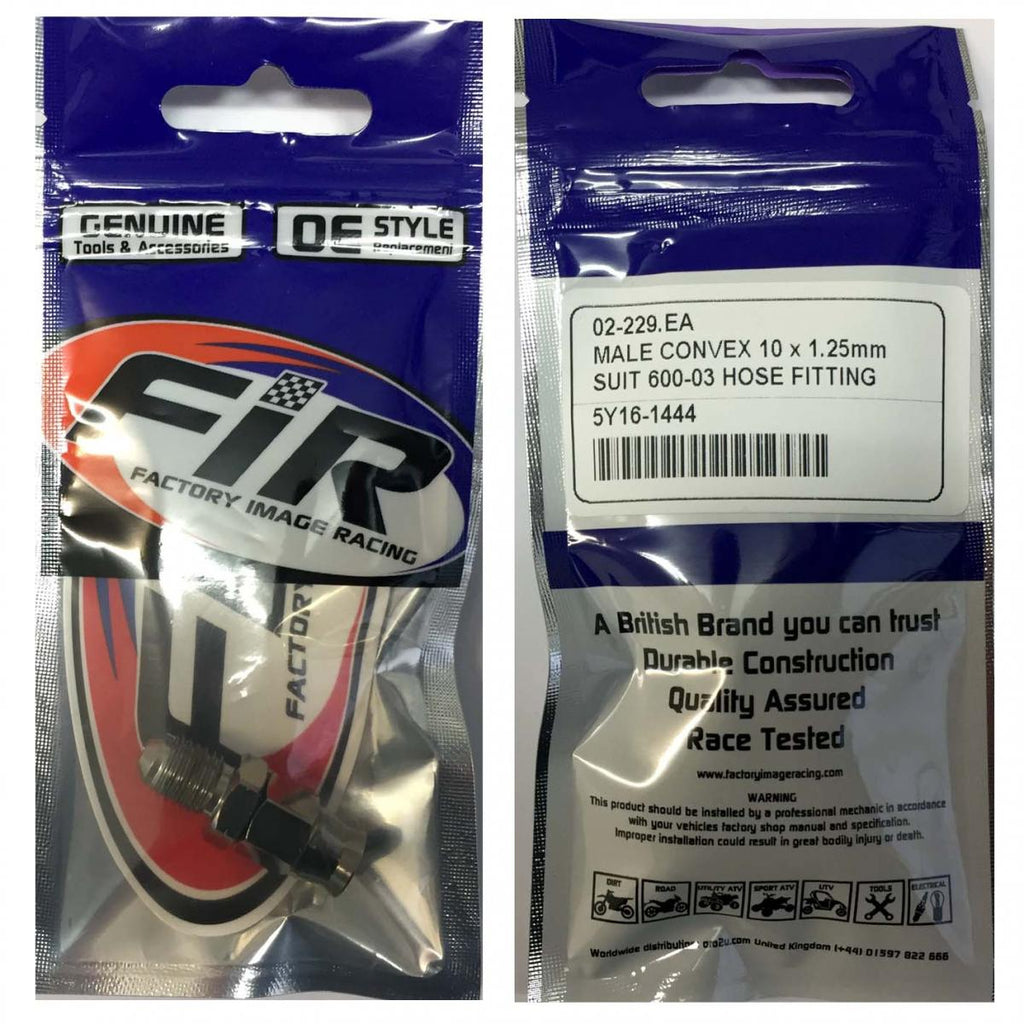 GENUINE
Tools & Accessories
OE STYLE
Replacement
FiR
FACTORY IMAGE RACING
FACTORY
02-229.EA
MALE CONVEX 10 x 1.25mm
SUIT 600-03 HOSE FITTING
5Y16-1444
A British Brand you can trust
Durable Construction
Quality Assured
Race Tested
www.factoryimageracing.com
WARNING
This product should be installed by a professional mechanic in accordance
with your vehicles factory shop manual and specification.
Improper installation could result in great bodily injury or death.
DIRT
ROAD
UTILITY ATV
SPORT ATV
UTV
TOOLS
ELECTRICAL
Worldwide United Kingdom (+44) 01597 822 666